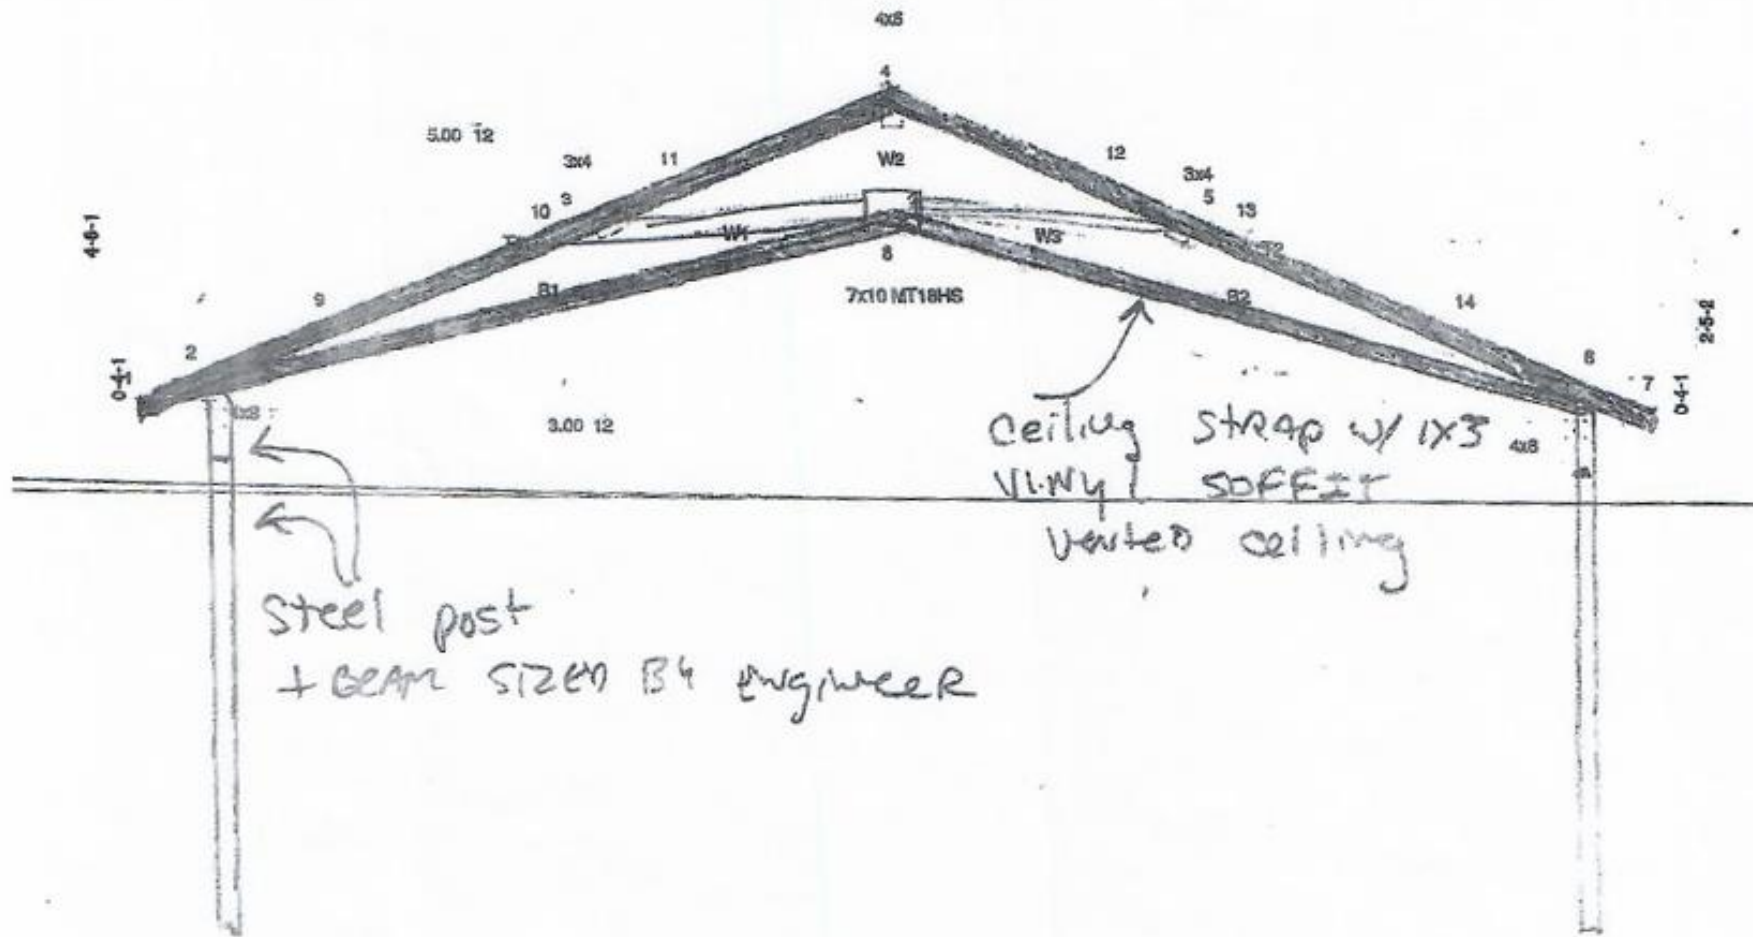 4x6
4
5.00 12
3x4
11
W2
12
3x4
10
3
5
13
4-6-1
W1
W3
8
9
B1
7x10 MT18HS
B2
14
2-5-2
2
0-4-1
6
7
0-4-1
3.00 12
4x8
Ceiling STRAP w/ 1x3
VINyl SOFFIT
Vented ceiling
Steel post
+ BEAM SIZED BY Engineer